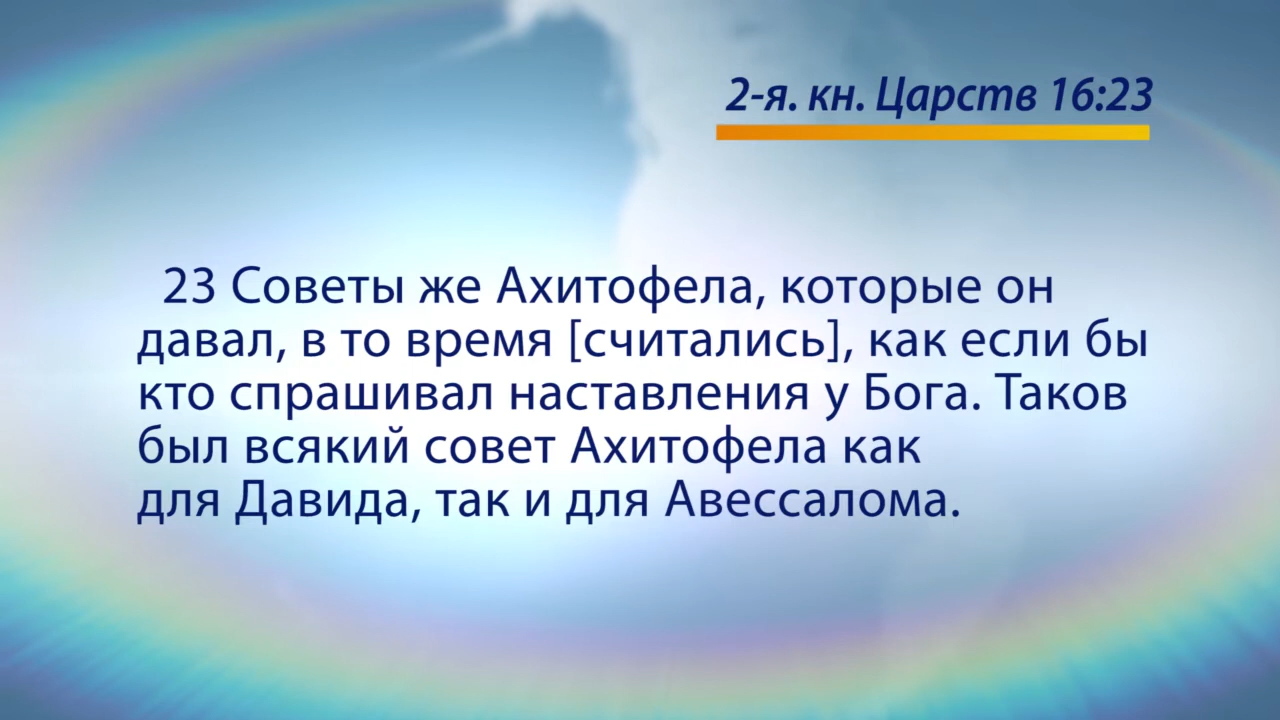 2-я. кн. Царств 16:23
23 Советы же Ахитофела, которые он
давал, в то время [считались], как если бы
кто спрашивал наставления у Бога. Таков
был всякий совет Ахитофела как
для Давида, так и для Авессалома.